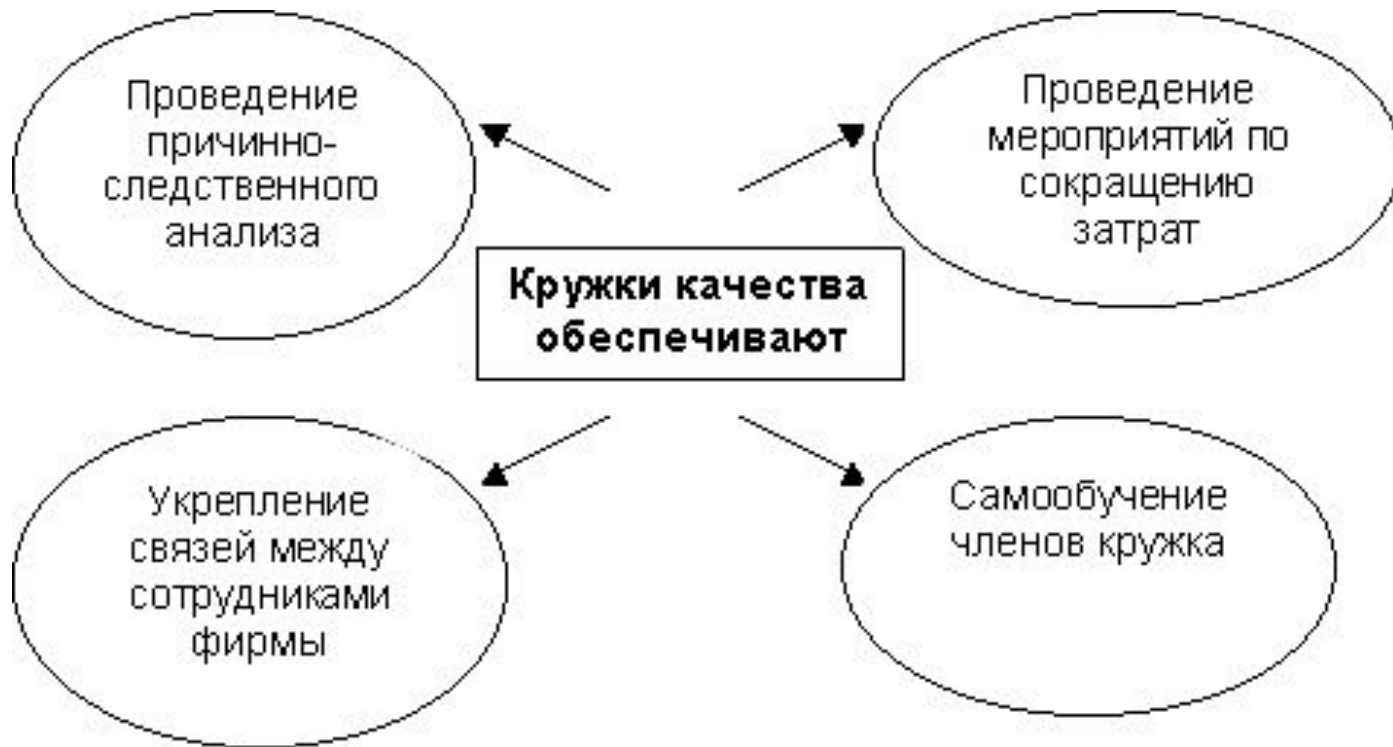 Проведение
причинно-
следственного
анализа
Проведение
мероприятий по
сокращению
затрат
Кружки качества
обеспечивают
Укрепление
связей между
сотрудниками
фирмы
Самообучение
членов кружка